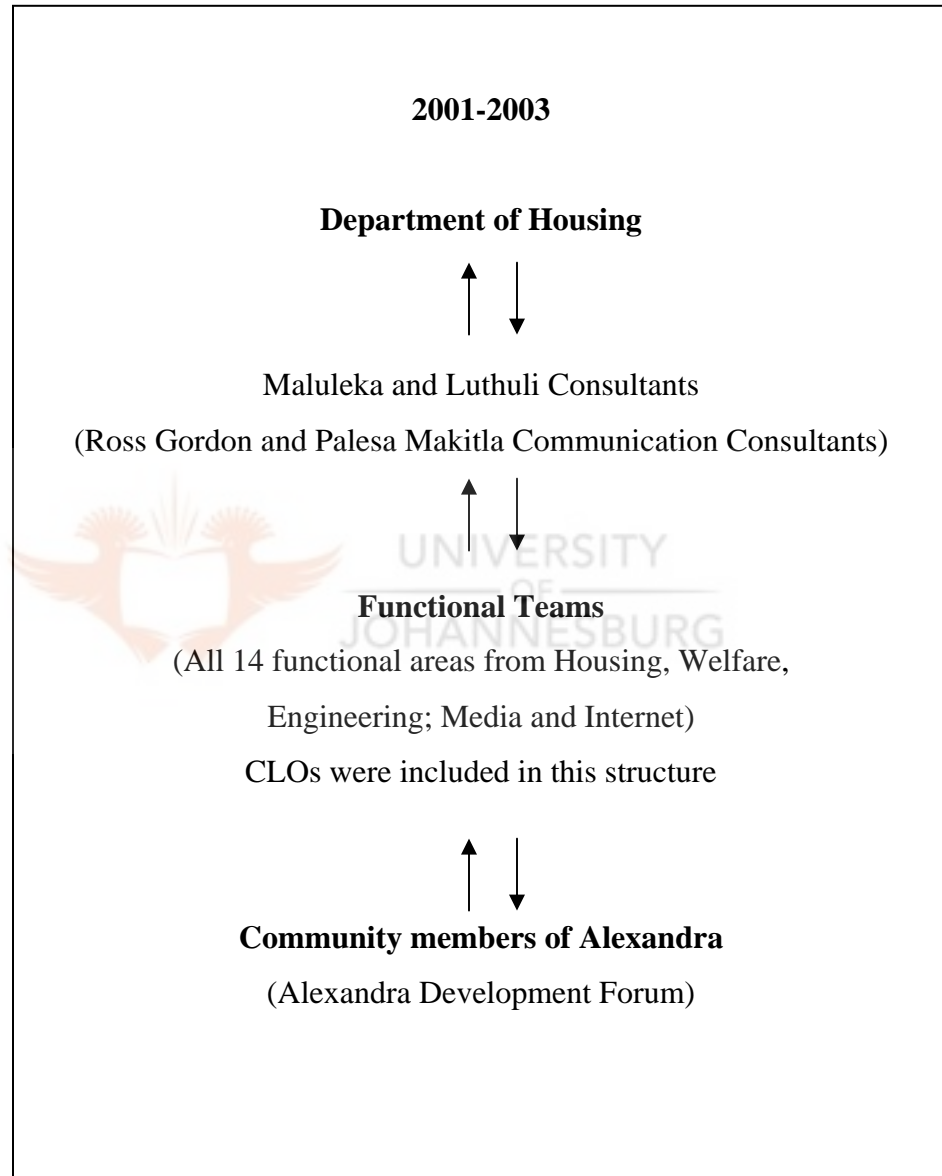 2001-2003
Department of Housing
Maluleka and Luthuli Consultants
(Ross Gordon and Palesa Makitla Communication Consultants)
UNIVERSITY
OF
JOHANNESBURG
Functional Teams
(All 14 functional areas from Housing, Welfare,
Engineering; Media and Internet)
CLOs were included in this structure
Community members of Alexandra
(Alexandra Development Forum)